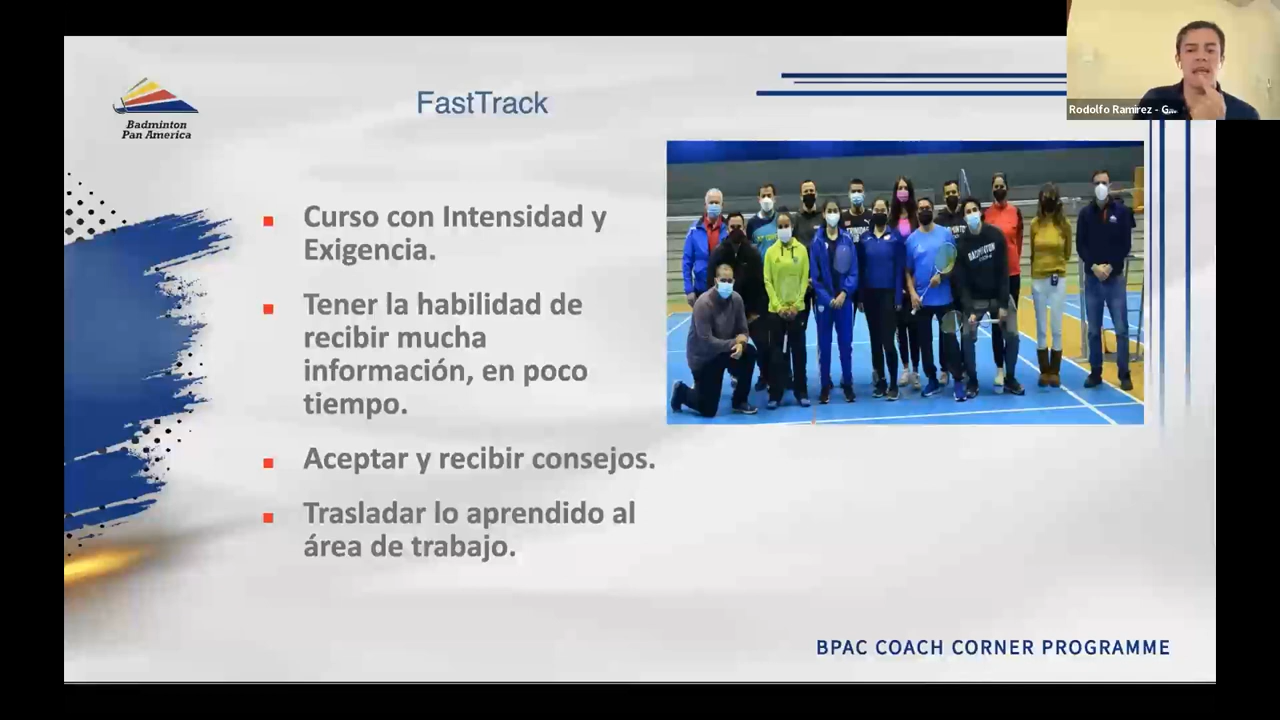 Rodolfo Ramirez - G...
Badminton
Pan America
FastTrack
▪ Curso con Intensidad y
Exigencia.
▪ Tener la habilidad de
recibir mucha
información, en poco
tiempo.
▪ Aceptar y recibir consejos.
▪ Trasladar lo aprendido al
área de trabajo.
BPAC COACH CORNER PROGRAMME